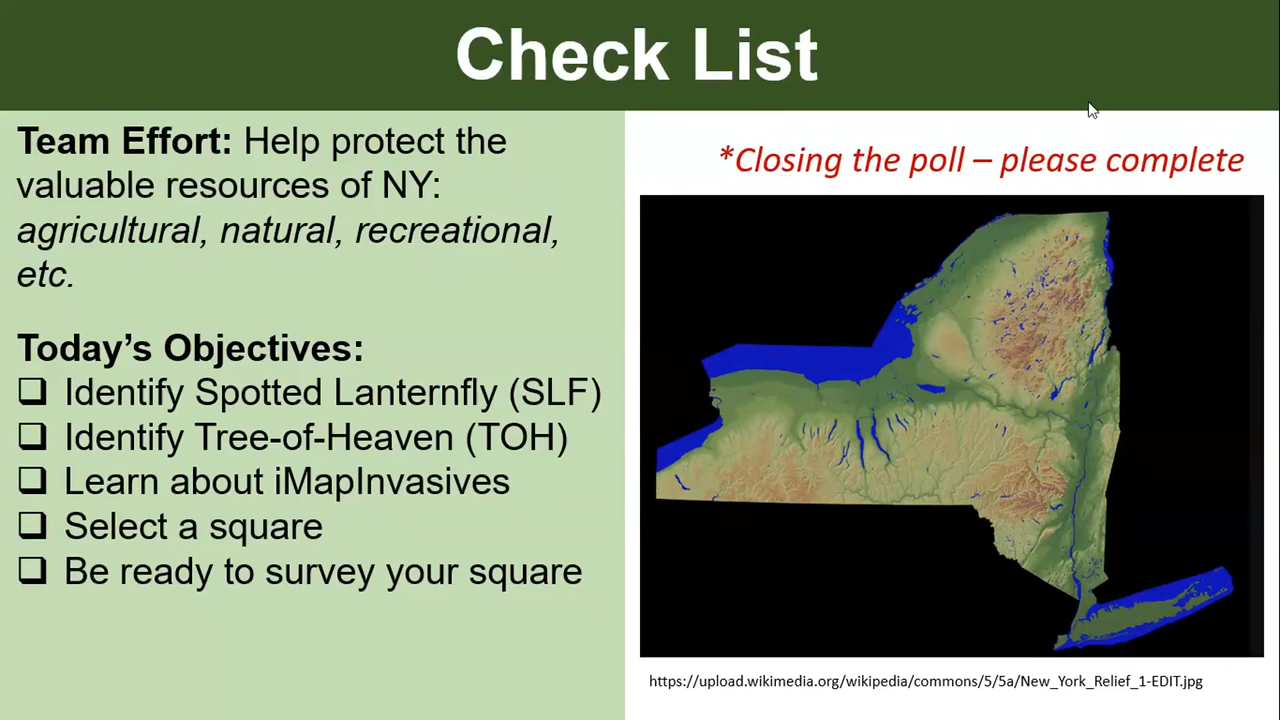 Check List
Team Effort: Help protect the
valuable resources of NY:
agricultural, natural, recreational,
etc.
Today’s Objectives:
❑ Identify Spotted Lanternfly (SLF)
❑ Identify Tree-of-Heaven (TOH)
❑ Learn about iMapInvasives
❑ Select a square
❑ Be ready to survey your square
*Closing the poll – please complete
https://upload.wikimedia.org/wikipedia/commons/5/5a/New_York_Relief_1-EDIT.jpg